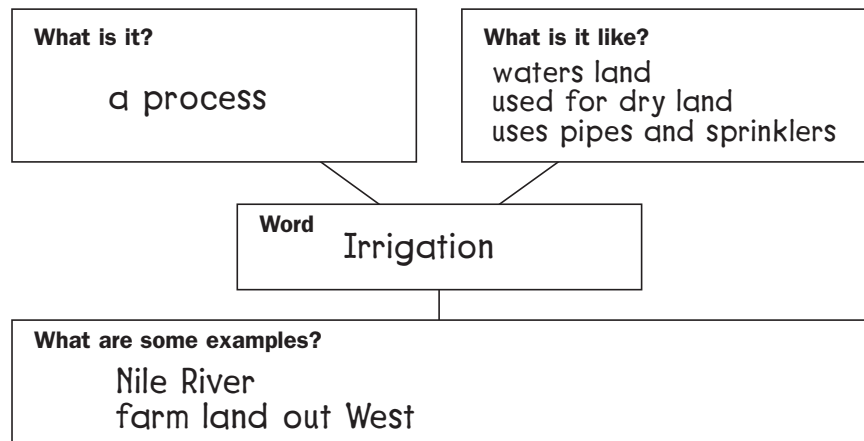 What is it?
a process
What is it like?
waters land
used for dry land
uses pipes and sprinklers
Word
Irrigation
What are some examples?
Nile River
farm land out West